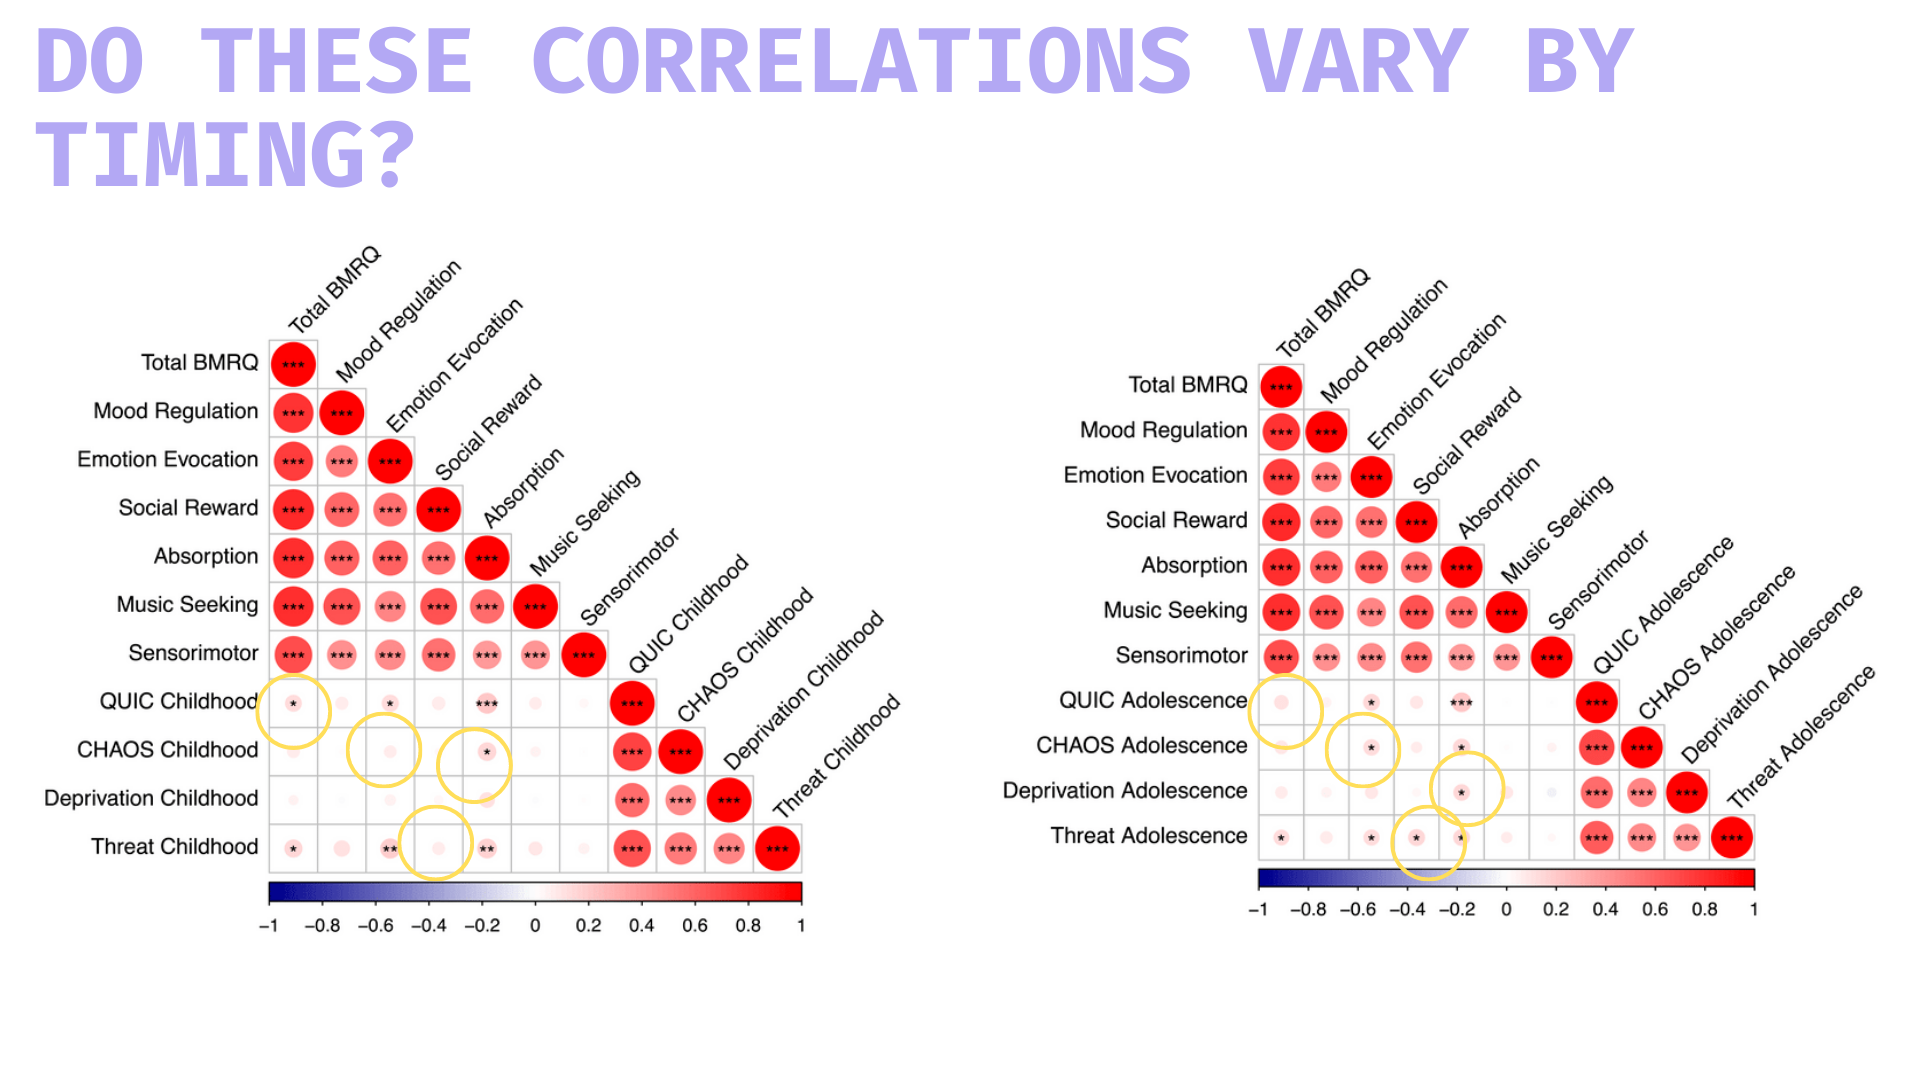 DO THESE CORRELATIONS VARY BY
TIMING?
Total BMRQ
Mood Regulation
Emotion Evocation
Social Reward
Absorption
Music Seeking
Sensorimotor
QUIC Childhood
CHAOS Childhood
Deprivation Childhood
Threat Childhood
Total BMRQ ***
Mood Regulation *** ***
Emotion Evocation *** *** ***
Social Reward *** *** *** ***
Absorption *** *** *** *** ***
Music Seeking *** *** *** *** *** ***
Sensorimotor *** *** *** *** *** *** ***
QUIC Childhood * * *** ***
CHAOS Childhood * *** ***
Deprivation Childhood *** *** ***
Threat Childhood * ** ** *** *** *** ***
−1 −0.8 −0.6 −0.4 −0.2 0 0.2 0.4 0.6 0.8 1
Total BMRQ
Mood Regulation
Emotion Evocation
Social Reward
Absorption
Music Seeking
Sensorimotor
QUIC Adolescence
CHAOS Adolescence
Deprivation Adolescence
Threat Adolescence
Total BMRQ ***
Mood Regulation *** ***
Emotion Evocation *** *** ***
Social Reward *** *** *** ***
Absorption *** *** *** *** ***
Music Seeking *** *** *** *** *** ***
Sensorimotor *** *** *** *** *** *** ***
QUIC Adolescence * *** ***
CHAOS Adolescence * * *** ***
Deprivation Adolescence * *** *** ***
Threat Adolescence * * * * *** *** *** ***
−1 −0.8 −0.6 −0.4 −0.2 0 0.2 0.4 0.6 0.8 1